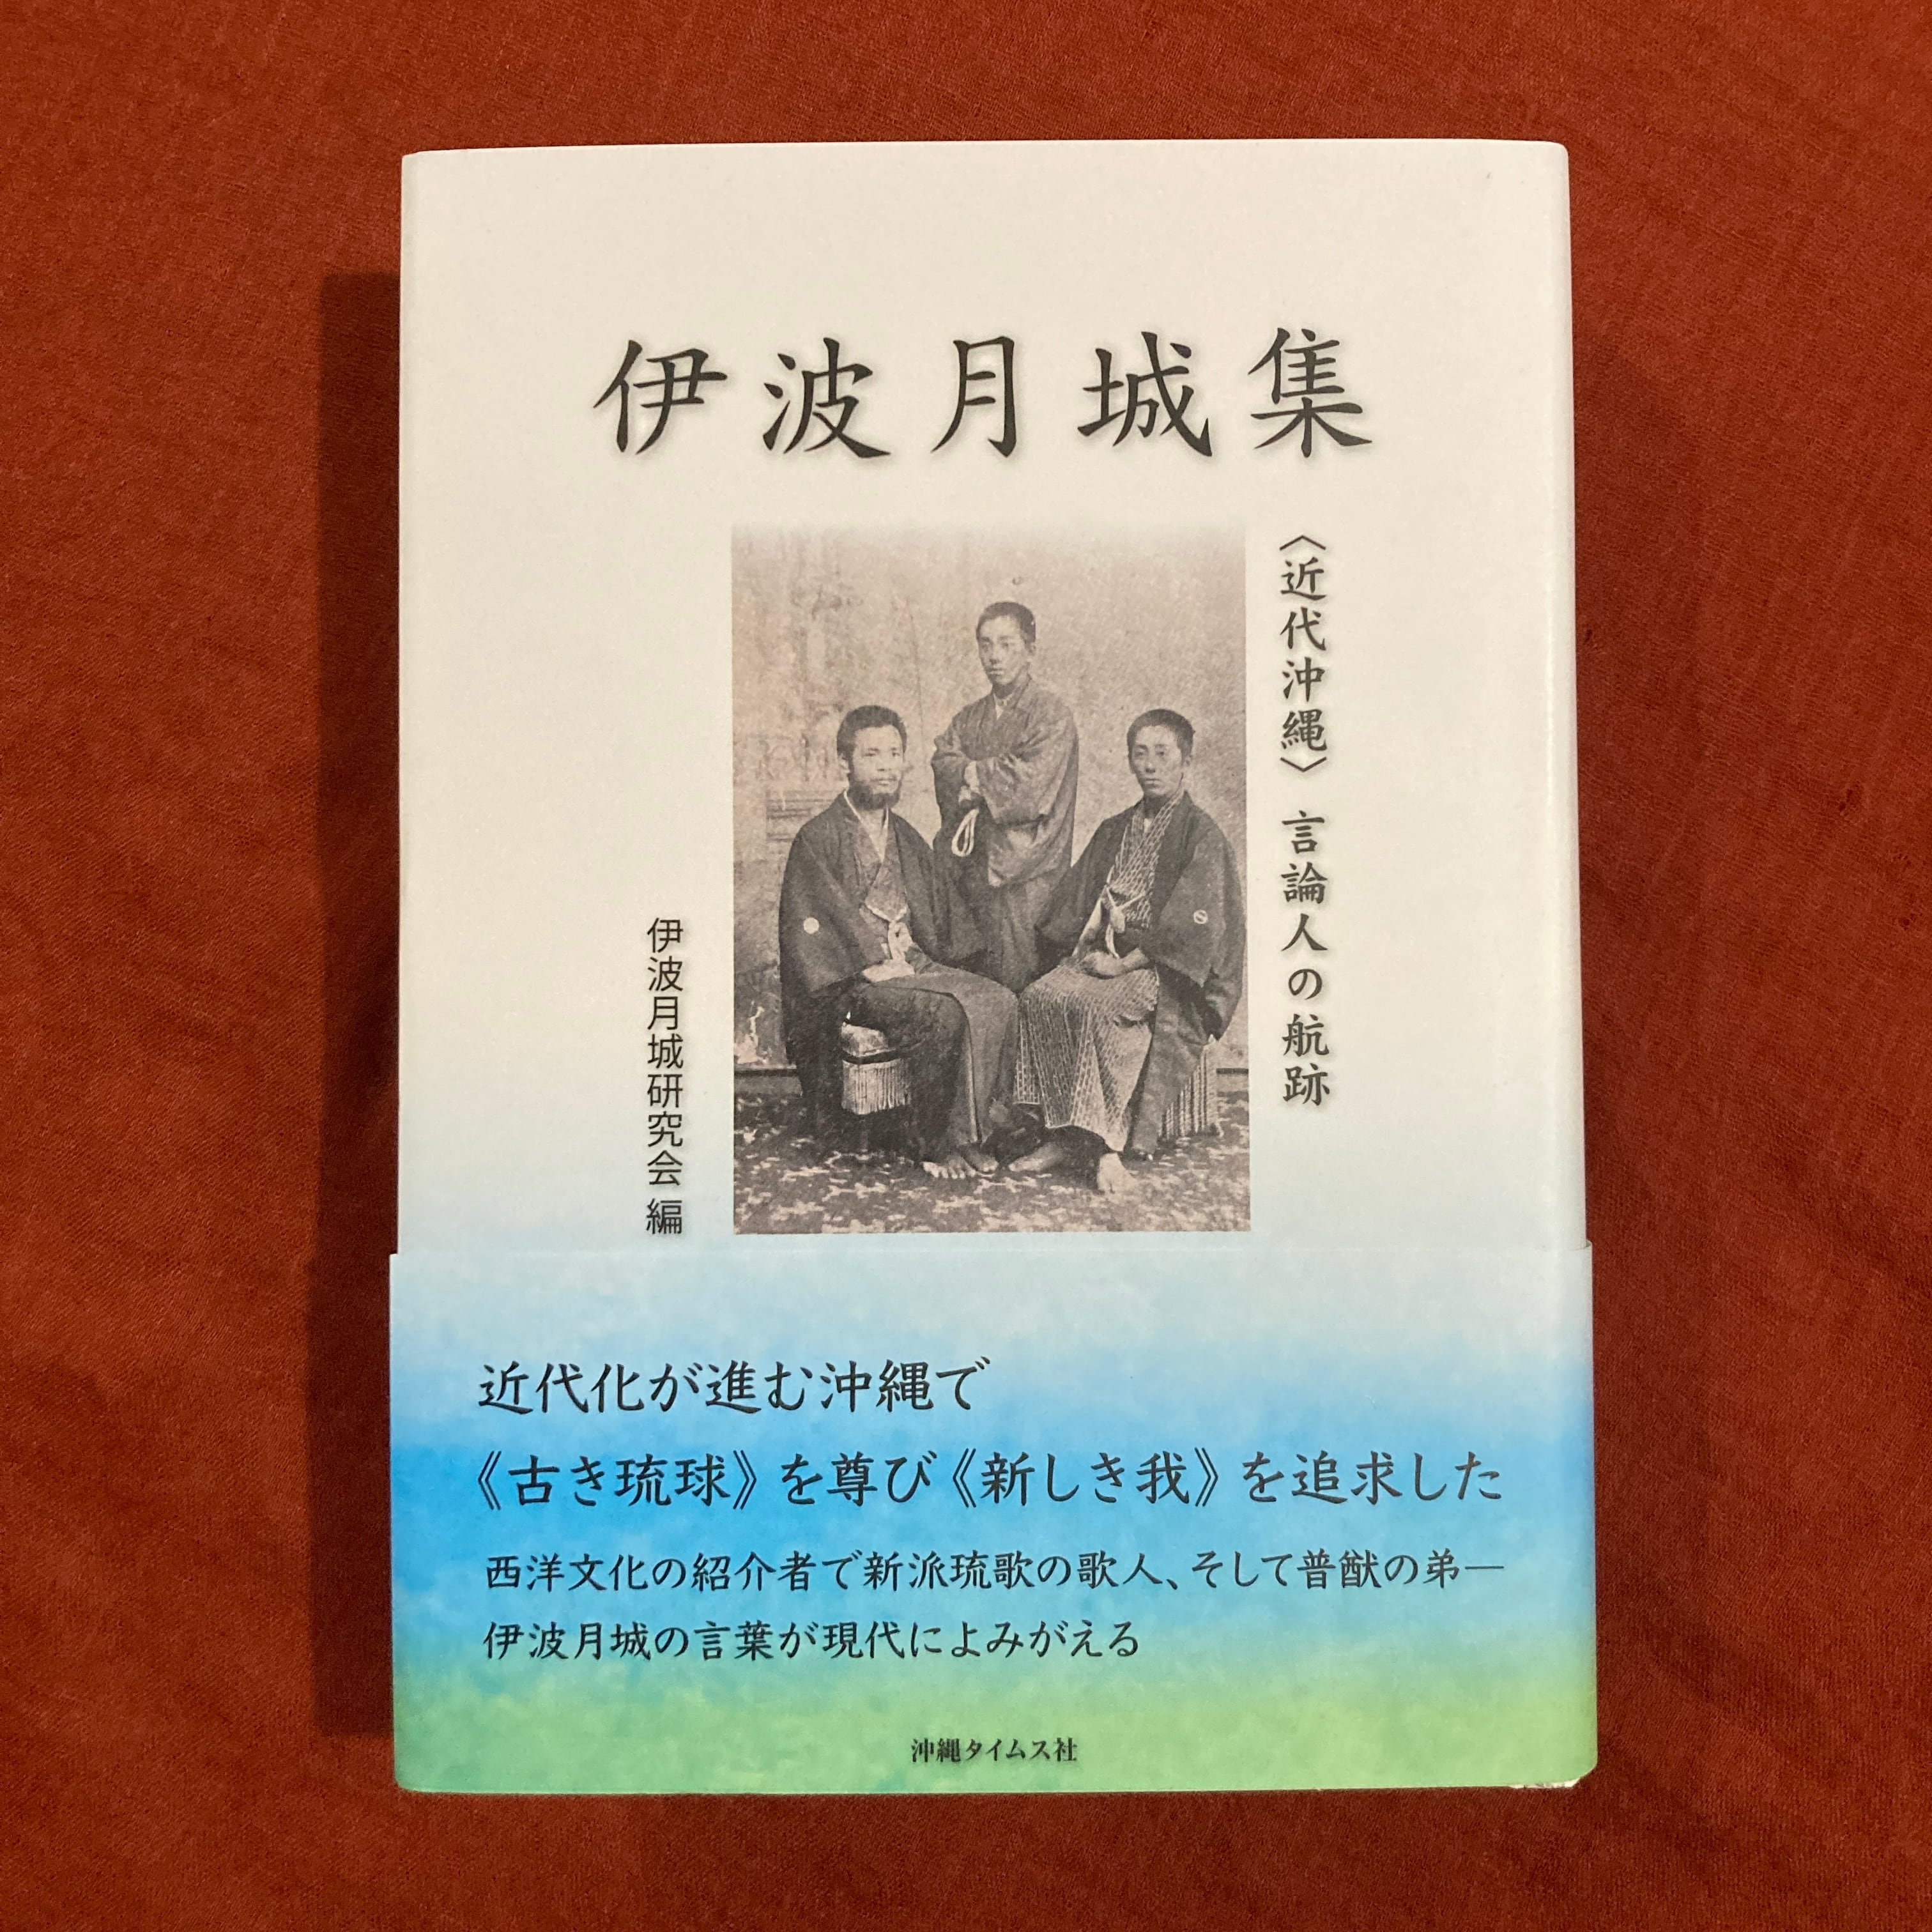 伊波月城集
〈近代沖縄〉言論人の航跡
伊波月城研究会 編
近代化が進む沖縄で
《古き琉球》を尊び《新しき我》を追求した
西洋文化の紹介者で新派琉歌の歌人、そして普猷の弟―
伊波月城の言葉が現代によみがえる
沖縄タイムス社